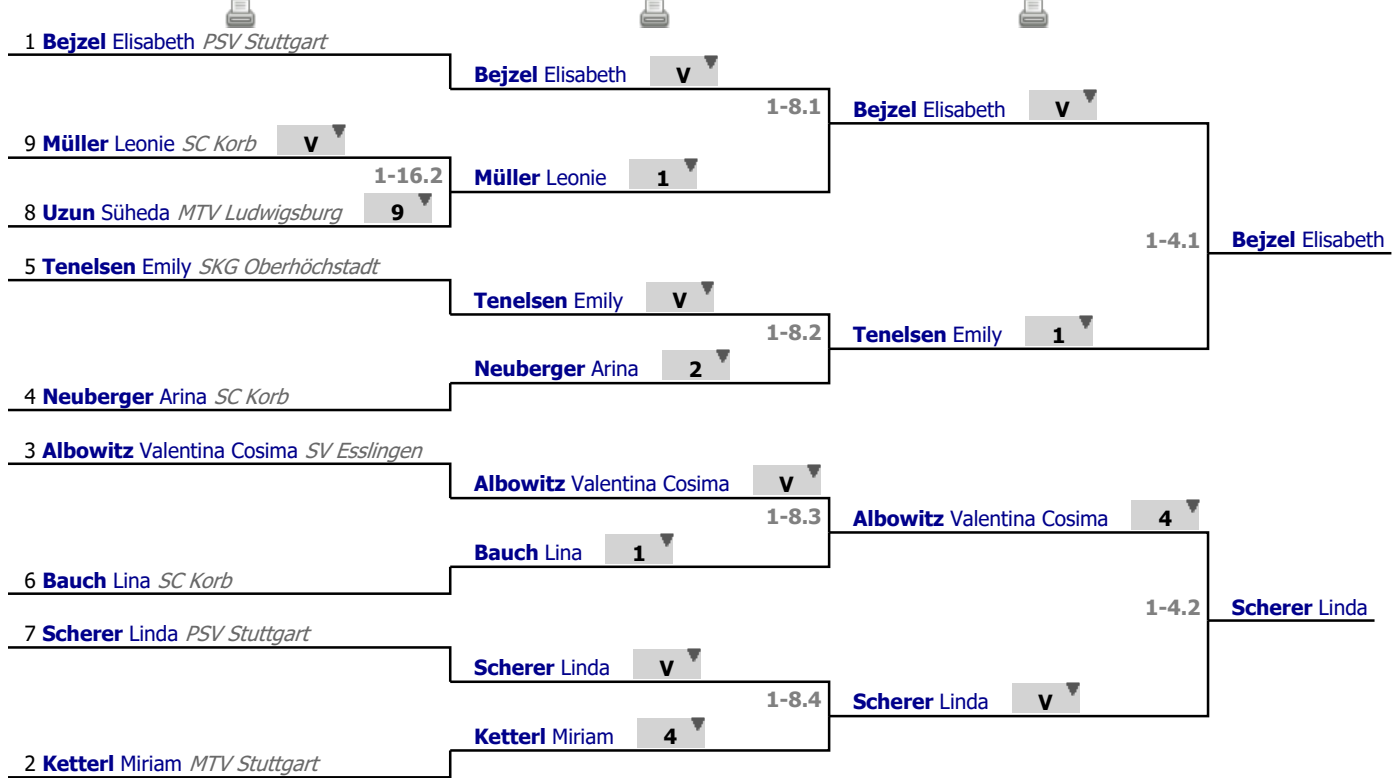 1 Bejzel Elisabeth PSV Stuttgart
Bejzel Elisabeth V
1-8.1
Bejzel Elisabeth V
9 Müller Leonie SC Korb V
1-16.2
Müller Leonie 1
8 Uzun Süheda MTV Ludwigsburg 9
1-4.1
Bejzel Elisabeth
5 Tenelsen Emily SKG Oberhöchstadt
Tenelsen Emily V
1-8.2
Tenelsen Emily 1
Neuberger Arina 2
4 Neuberger Arina SC Korb
3 Albowitz Valentina Cosima SV Esslingen
Albowitz Valentina Cosima V
1-8.3
Albowitz Valentina Cosima 4
Bauch Lina 1
6 Bauch Lina SC Korb
1-4.2
Scherer Linda
7 Scherer Linda PSV Stuttgart
Scherer Linda V
1-8.4
Scherer Linda V
Ketterl Miriam 4
2 Ketterl Miriam MTV Stuttgart